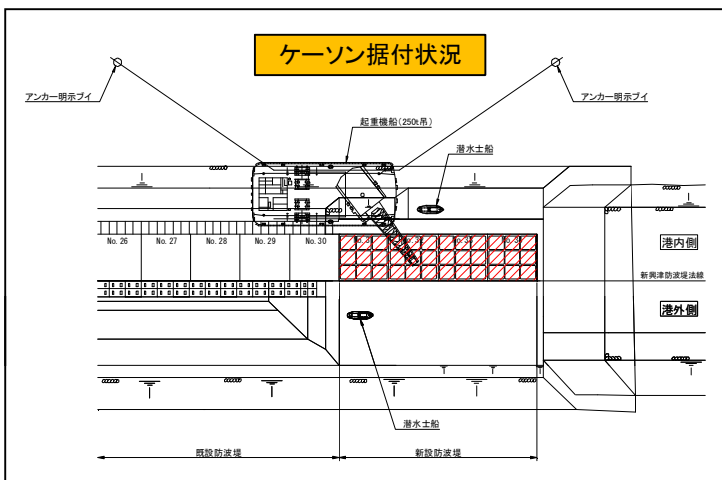 ケーソン据付状況
アンカー明示ブイ
アンカー明示ブイ
起重機船(250t吊)
潜水士船
No. 26
No. 27
No. 28
No. 29
No. 30
No. 31
No. 32
No. 33
No. 34
港内側
新興津防波堤法線
港外側
潜水士船
既設防波堤
新設防波堤